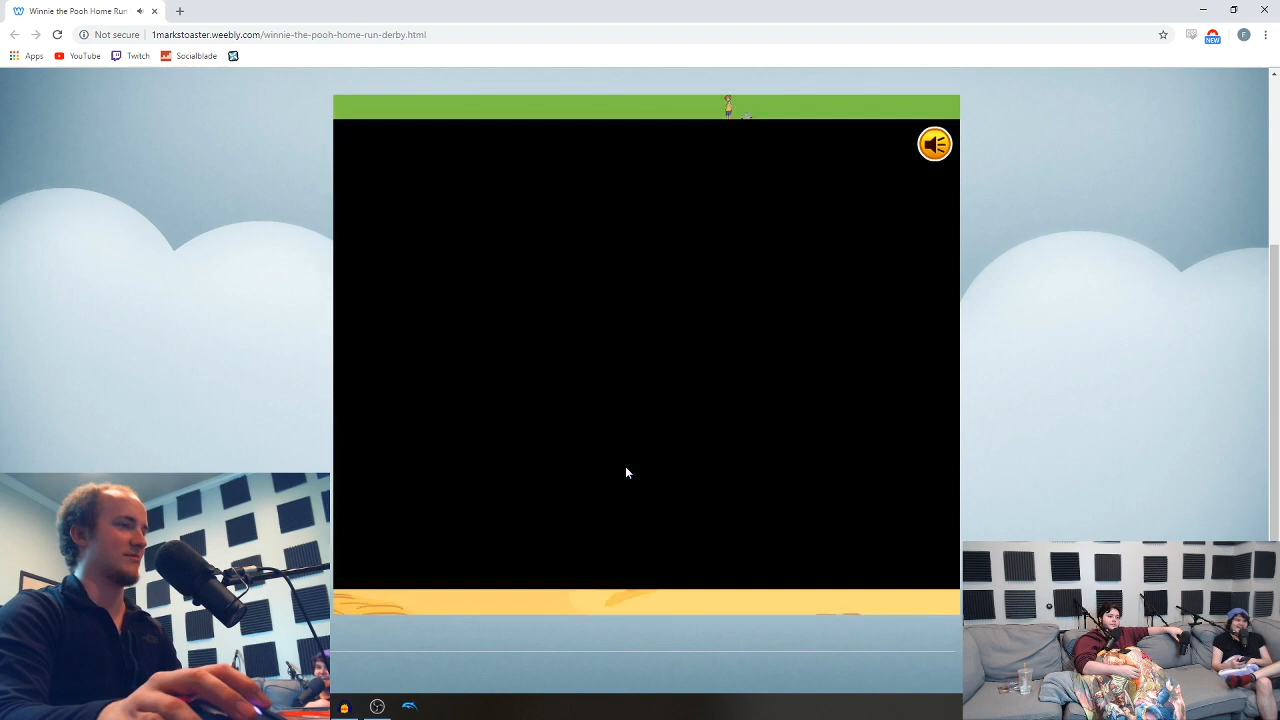 Winnie the Pooh Home Run
Not secure
1markstoaster.weebly.com/winnie-the-pooh-home-run-derby.html
NEW
F
Apps
YouTube
Twitch
Socialblade